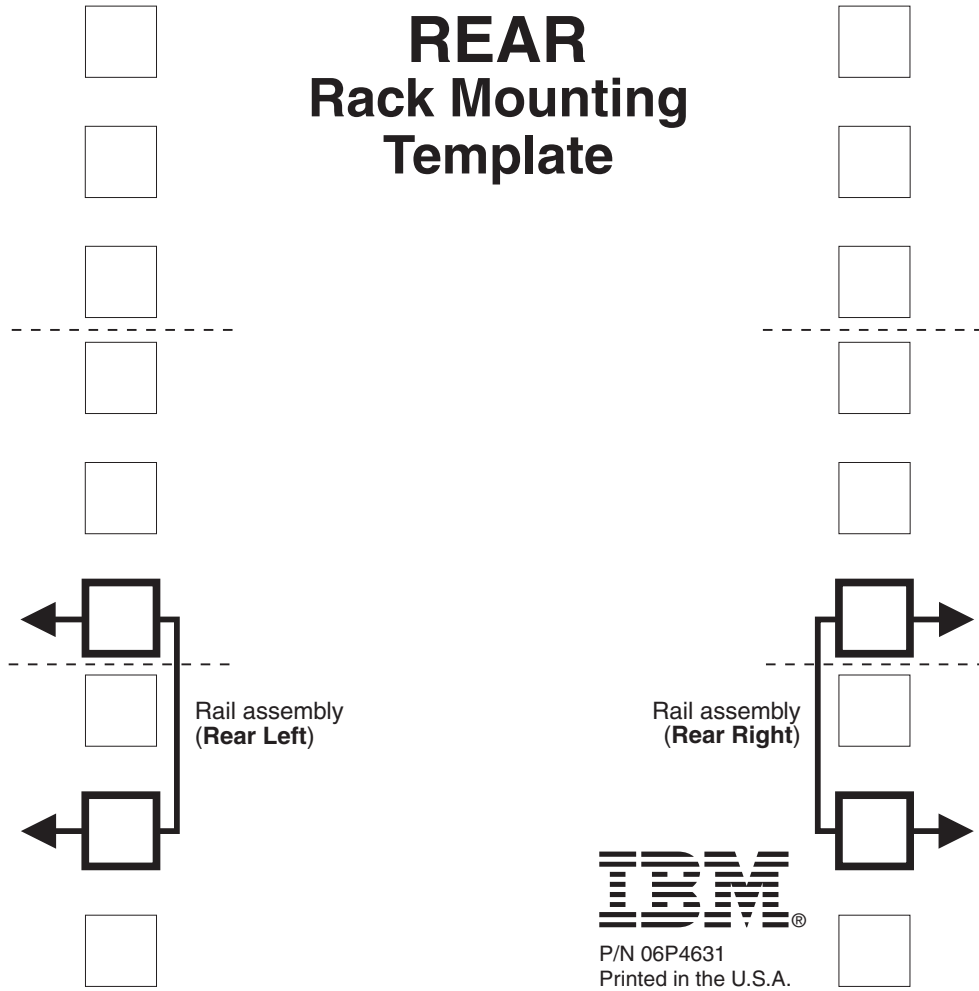 REAR
Rack Mounting
Template
Rail assembly
(Rear Left)
Rail assembly
(Rear Right)
IBM®
P/N 06P4631
Printed in the U.S.A.